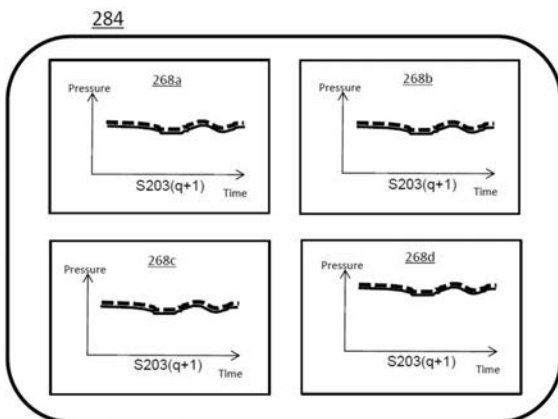 284
268a
Pressure
S203(q+1)
Time
268b
Pressure
S203(q+1)
Time
268c
Pressure
S203(q+1)
Time
268d
Pressure
S203(q+1)
Time